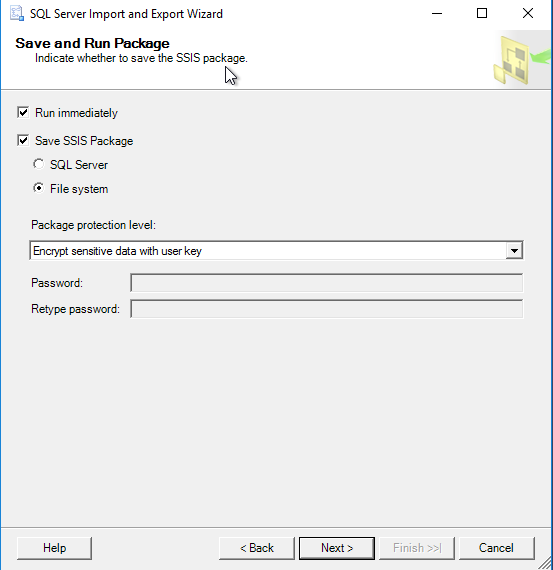 SQL Server Import and Export Wizard
Save and Run Package
Indicate whether to save the SSIS package.
Run immediately
Save SSIS Package
SQL Server
File system
Package protection level:
Encrypt sensitive data with user key
Password:
Retype password:
Help
< Back
Next >
Finish >>|
Cancel